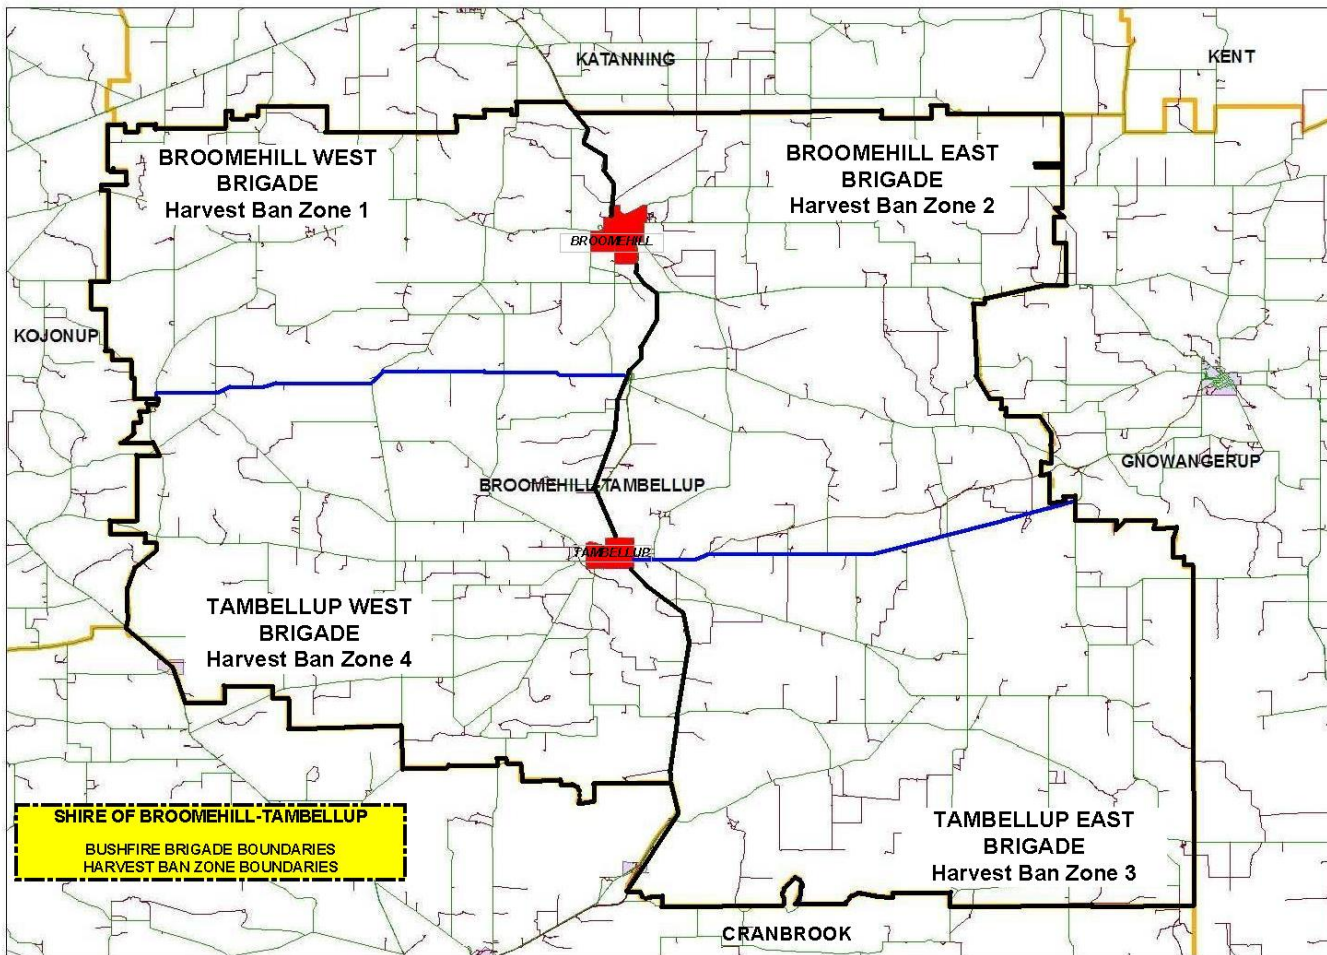 KATANNING
KENT
BROOMEHILL WEST
BRIGADE
Harvest Ban Zone 1
BROOMEHILL EAST
BRIGADE
Harvest Ban Zone 2
BROOMEHILL
KOJONUP
GNOWANGERUP
BROOMEHILL-TAMBELLUP
TAMBELLUP
TAMBELLUP WEST
BRIGADE
Harvest Ban Zone 4
SHIRE OF BROOMEHILL-TAMBELLUP
BUSHFIRE BRIGADE BOUNDARIES
HARVEST BAN ZONE BOUNDARIES
TAMBELLUP EAST
BRIGADE
Harvest Ban Zone 3
CRANBROOK